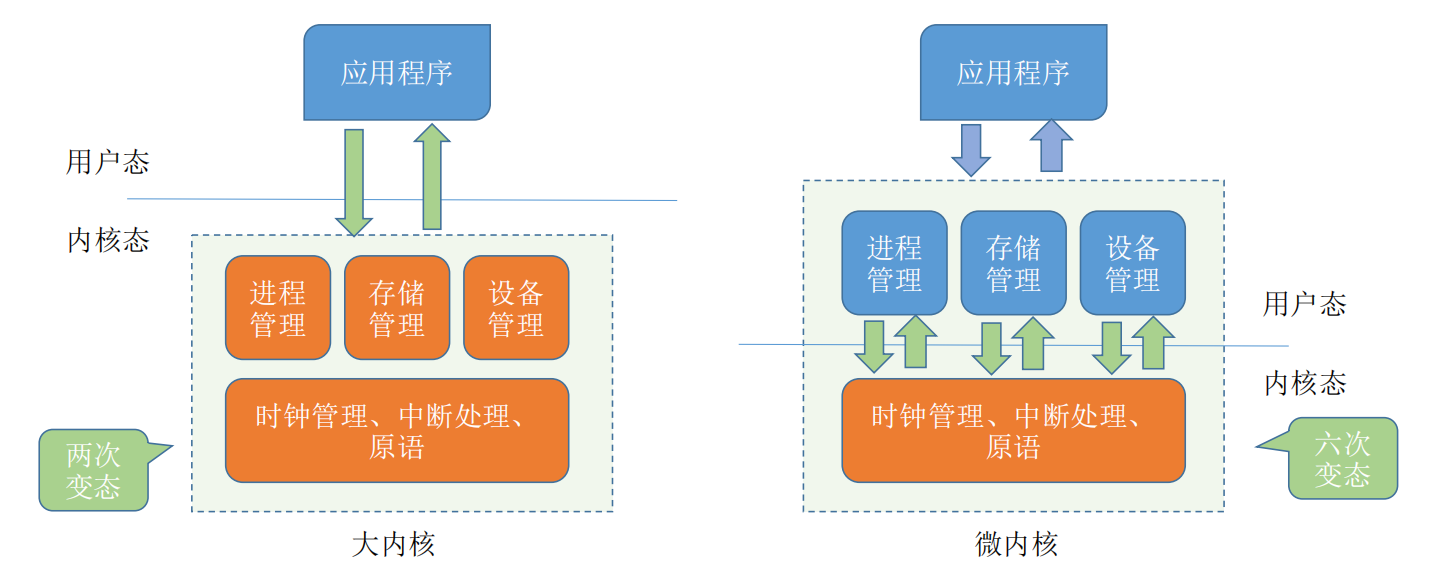 应用程序
用户态
内核态
进程
管理
存储
管理
设备
管理
时钟管理、中断处理、
原语
两次
变态
大内核
应用程序
进程
管理
存储
管理
设备
管理
用户态
内核态
时钟管理、中断处理、
原语
六次
变态
微内核